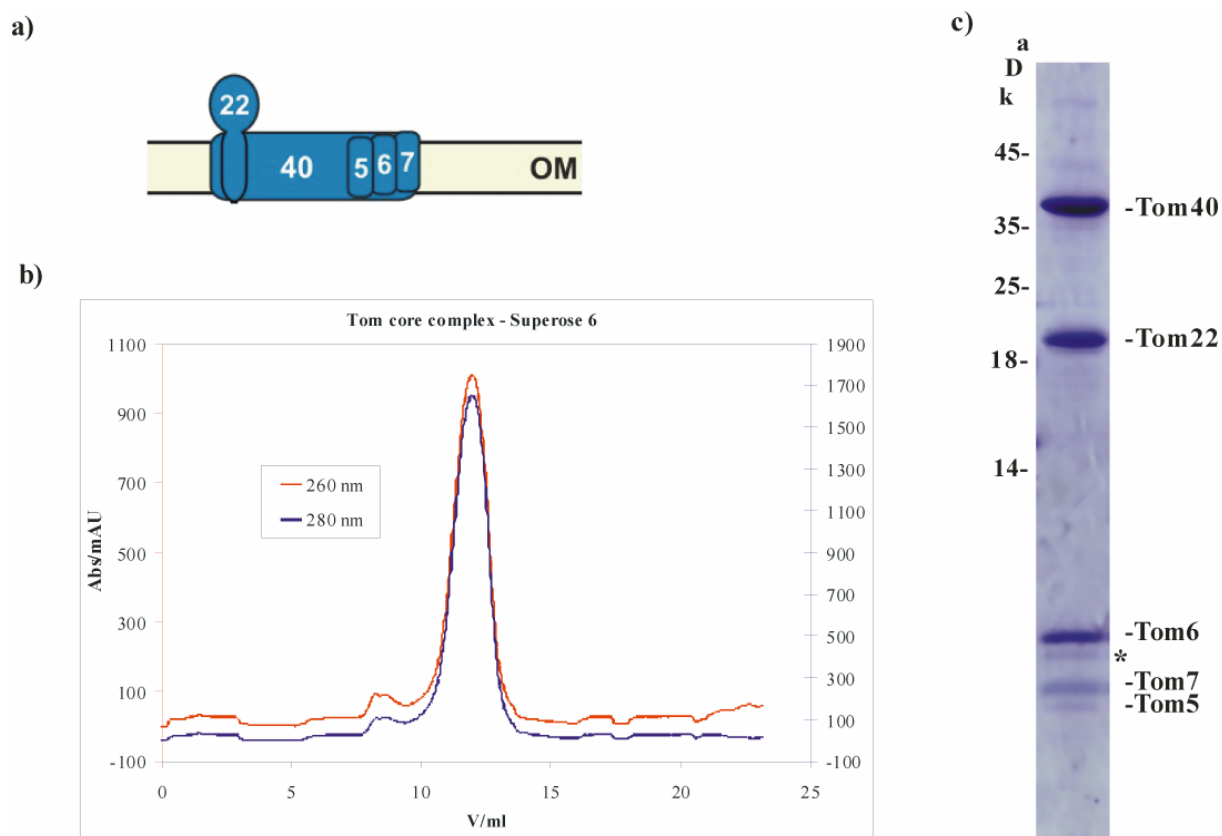 a)
22
40
5
6
7
OM
b)
Tom core complex - Superose 6
1100
900
700
500
300
100
-100
1900
1700
1500
1300
1100
900
700
500
300
100
-100
260 nm
280 nm
Abs/mAU
0
5
10
15
20
25
V/ml
c)
a
D
k
45-
35-
25-
18-
14-
-Tom40
-Tom22
-Tom6
*
-Tom7
-Tom5